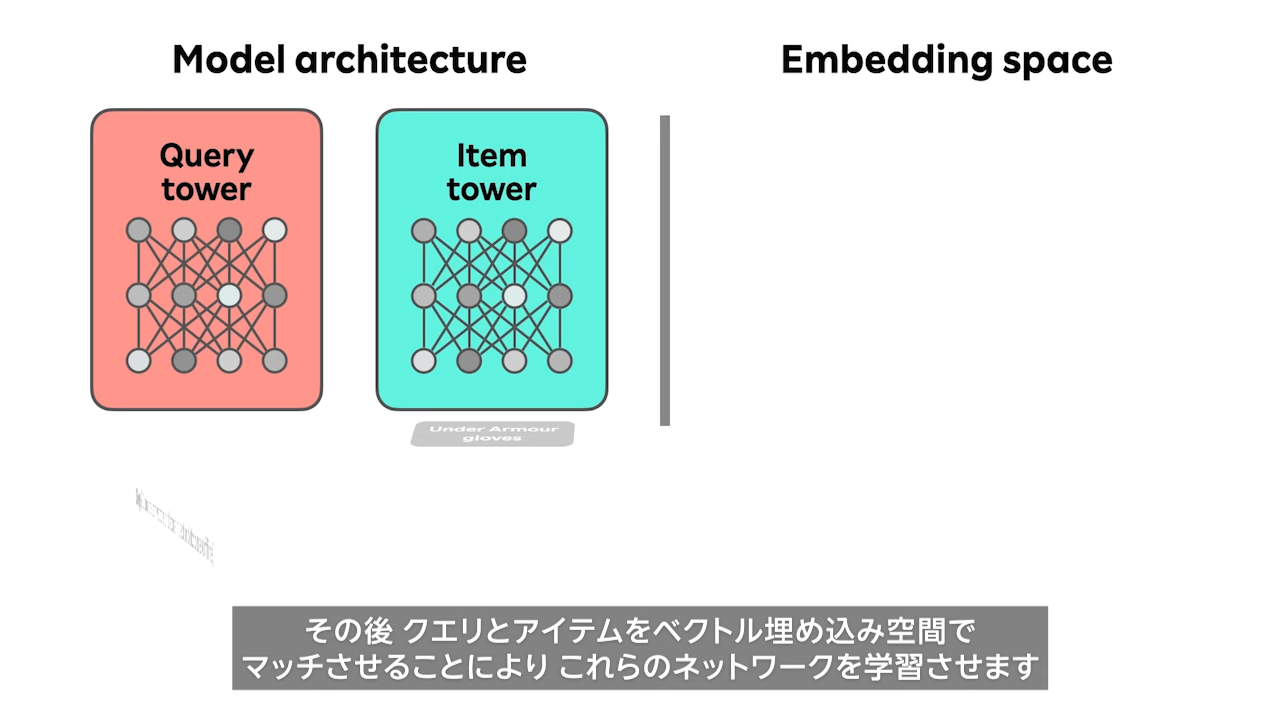 Model architecture
Embedding space
Query
tower
Item
tower
Under Armour
gloves
その後 クエリとアイテムをベクトル埋め込み空間で
マッチさせることにより これらのネットワークを学習させます